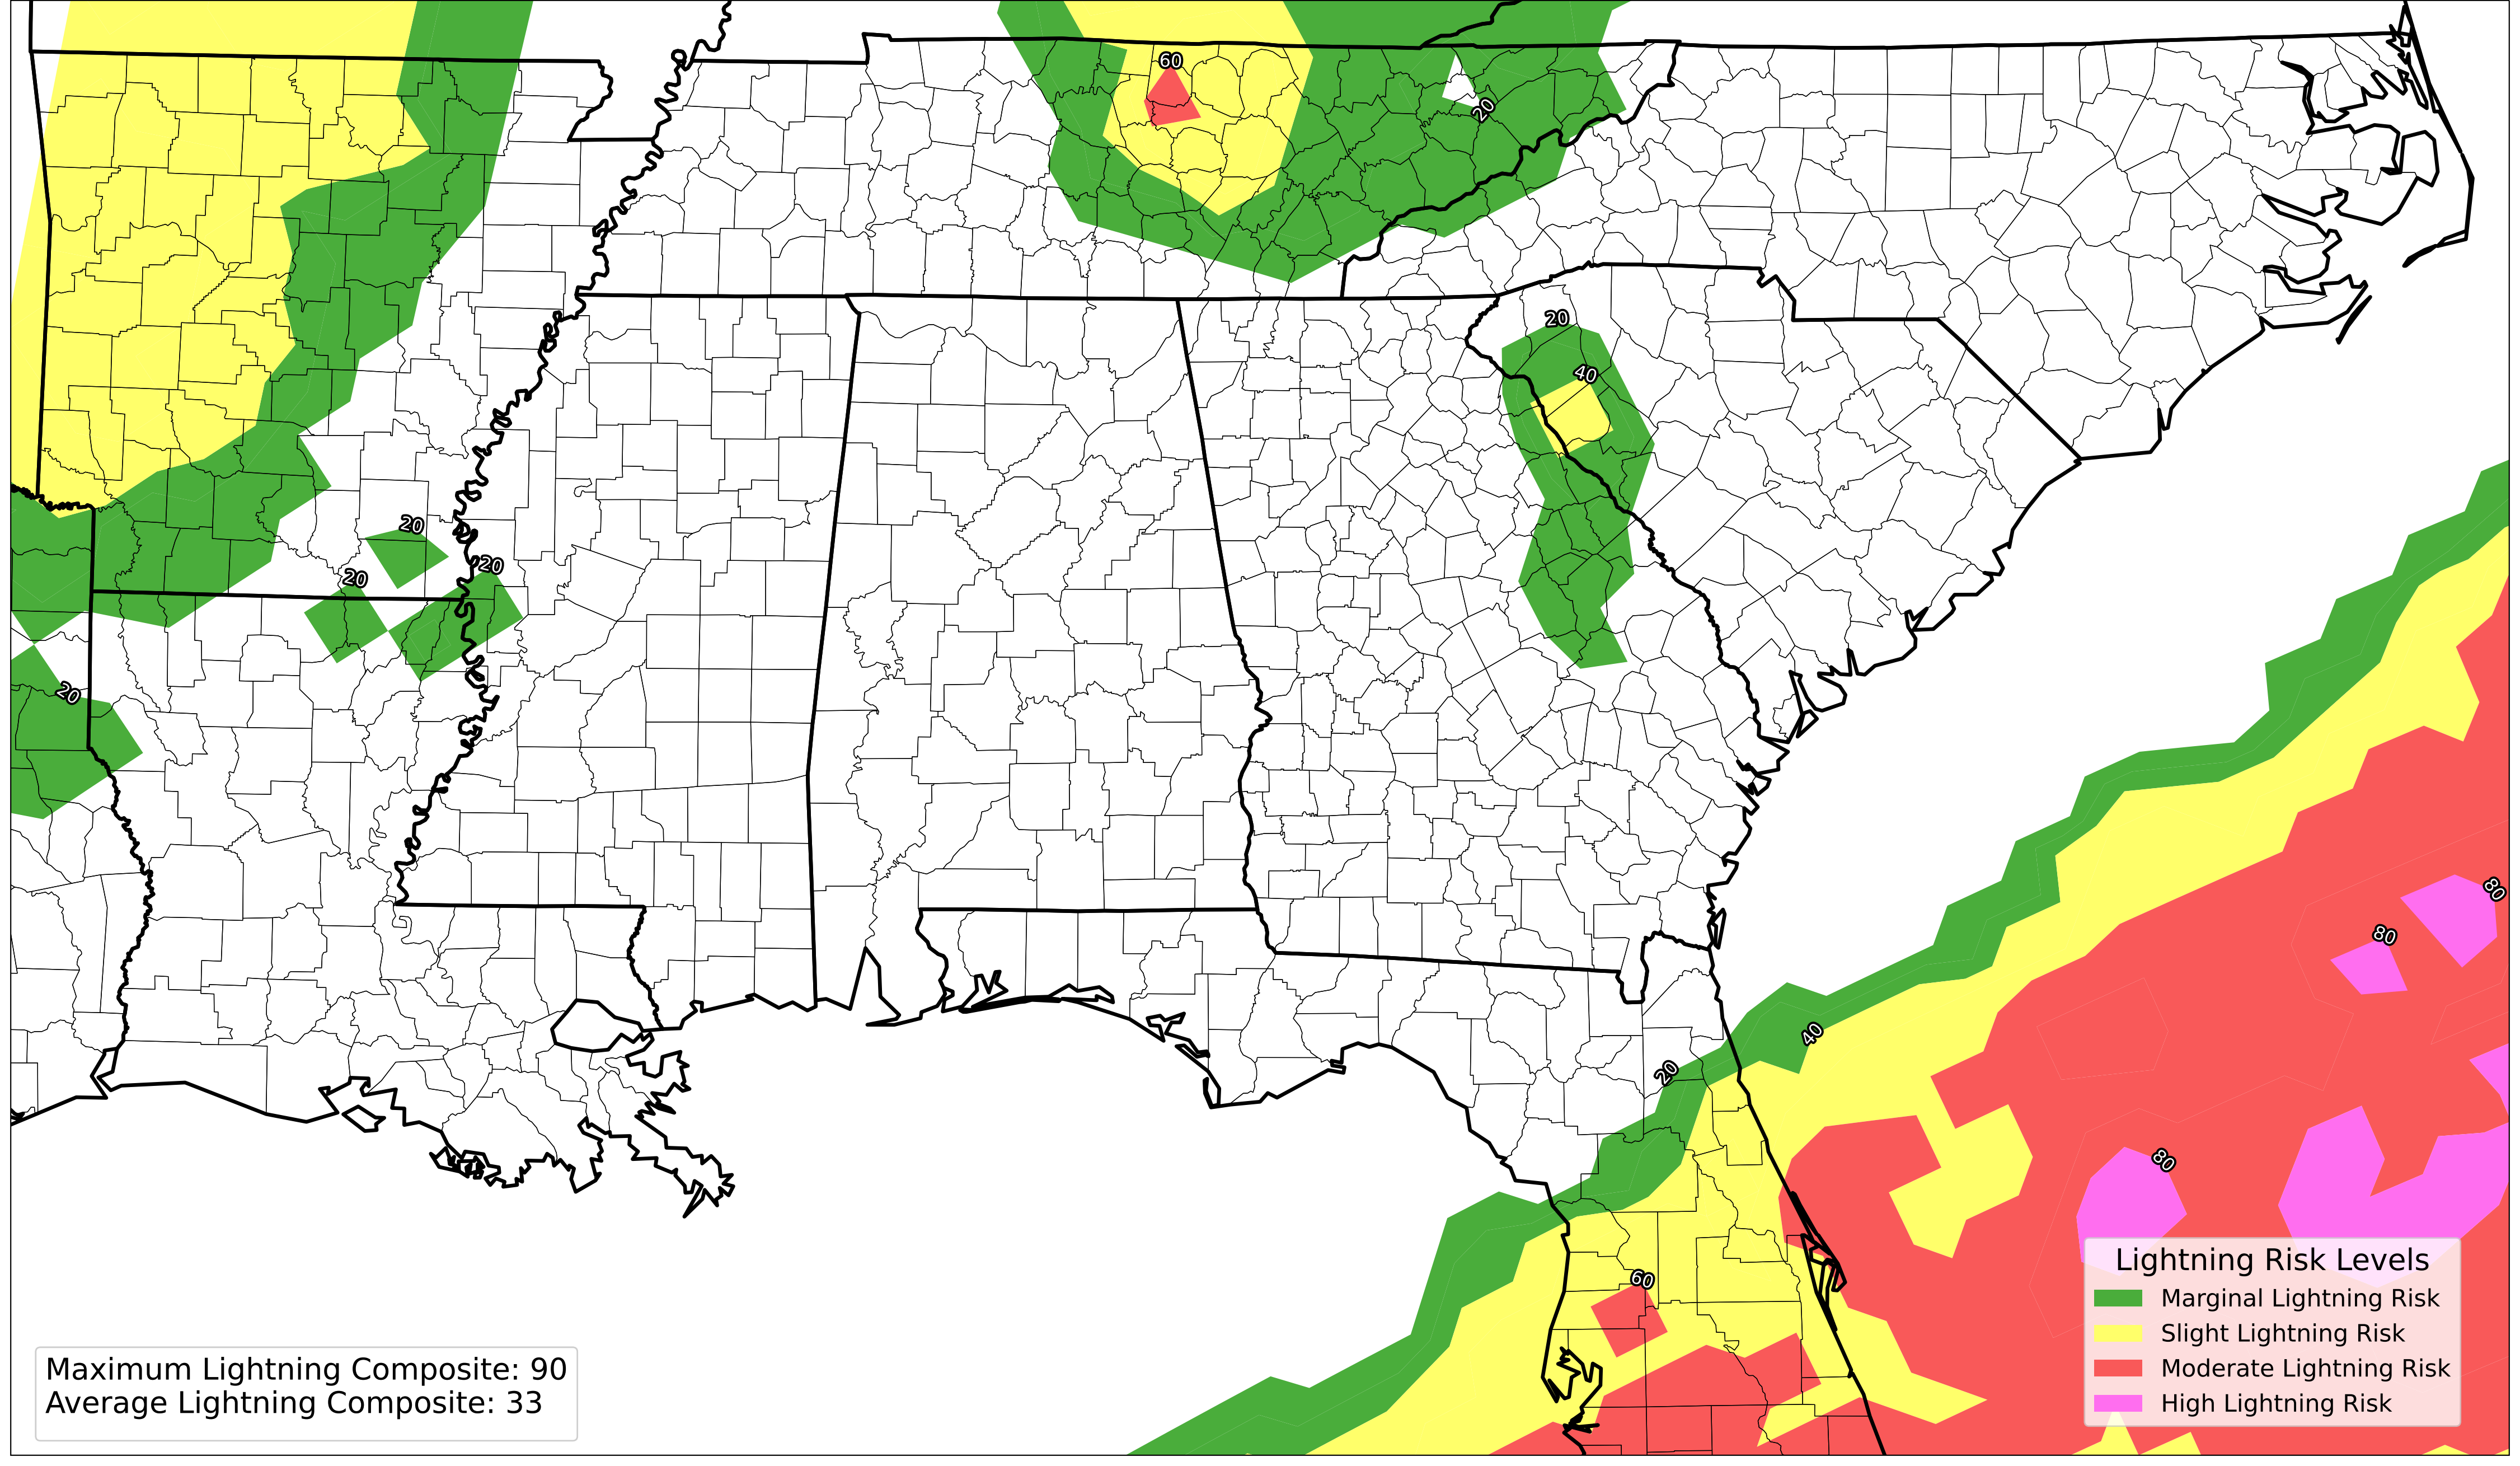 60
20
20
40
20
20
20
20
80
80
40
20
80
60
Lightning Risk Levels
Marginal Lightning Risk
Slight Lightning Risk
Moderate Lightning Risk
High Lightning Risk
Maximum Lightning Composite: 90
Average Lightning Composite: 33